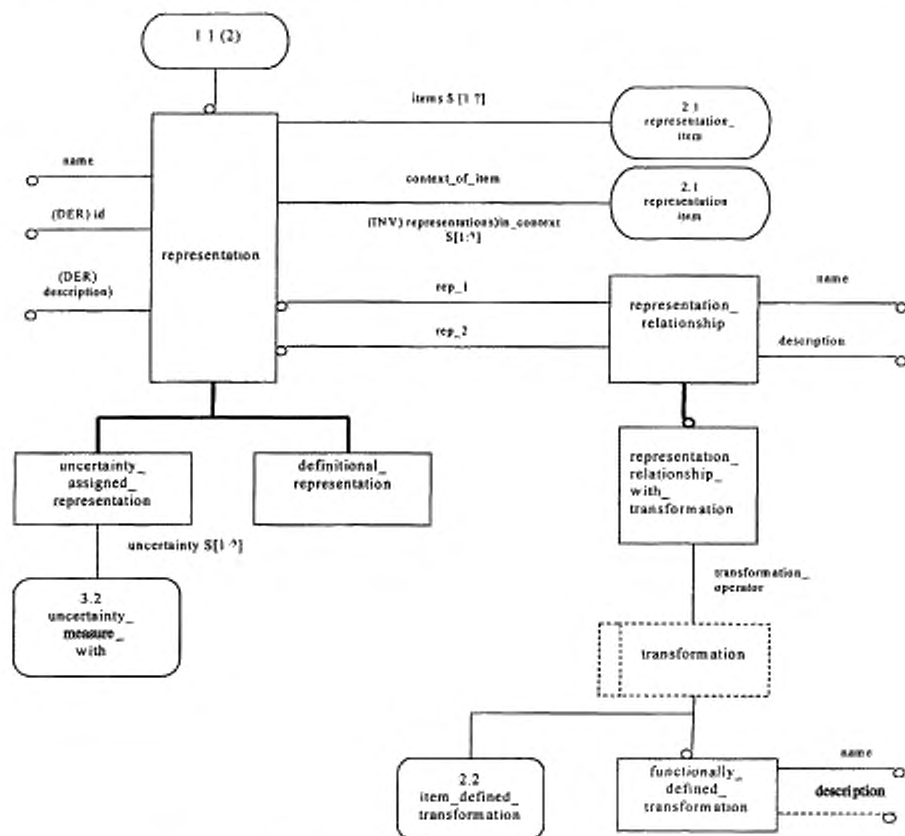 1 1 (2)
items S [1 ?]
2.1
representation_
item
name
context_of_item
2.1
representation
item
(DER) id
(INV) representations)in_context
S[1:?]
representation
(DER)
description)
rep_1
name
representation_
relationship
rep_2
description
uncertainty_
assigned_
representation
definitional_
representation
representation_
relationship_
with_
transformation
uncertainty S[1 ?]
transformation_
operator
3.2
uncertainty_
measure_
with
transformation
name
2.2
item_defined_
transformation
functionally_
defined_
transformation
description